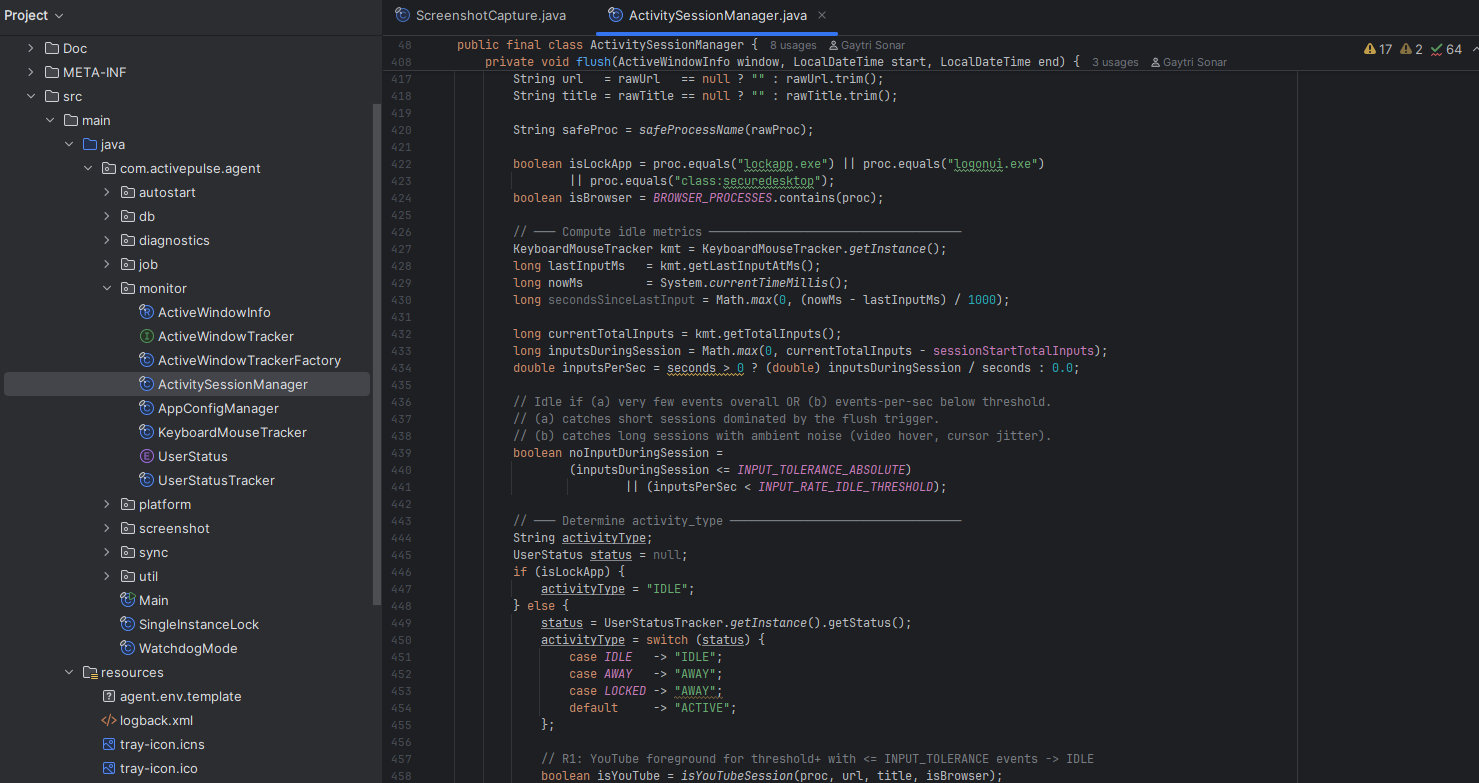 Project
ScreenshotCapture.java
ActivitySessionManager.java
Doc
META-INF
src
main
java
com.activepulse.agent
autostart
db
diagnostics
job
monitor
ActiveWindowInfo
ActiveWindowTracker
ActiveWindowTrackerFactory
ActivitySessionManager
AppConfigManager
KeyboardMouseTracker
UserStatus
UserStatusTracker
platform
screenshot
sync
util
Main
SingleInstanceLock
WatchdogMode
resources
agent.env.template
logback.xml
tray-icon.icns
tray-icon.ico
17 2 64
48 public final class ActivitySessionManager { 8 usages Gaytri Sonar
408 private void flush(ActiveWindowInfo window, LocalDateTime start, LocalDateTime end) { 3 usages Gaytri Sonar
417 String url = rawUrl == null ? "" : rawUrl.trim();
418 String title = rawTitle == null ? "" : rawTitle.trim();
419
420 String safeProc = safeProcessName(rawProc);
421
422 boolean isLockApp = proc.equals("lockapp.exe") || proc.equals("logonui.exe")
423 || proc.equals("class:securedesktop");
424 boolean isBrowser = BROWSER_PROCESSES.contains(proc);
425
426 // ─── Compute idle metrics ────────────────────────────────────
427 KeyboardMouseTracker kmt = KeyboardMouseTracker.getInstance();
428 long lastInputMs = kmt.getLastInputAtMs();
429 long nowMs = System.currentTimeMillis();
430 long secondsSinceLastInput = Math.max(0, (nowMs - lastInputMs) / 1000);
431
432 long currentTotalInputs = kmt.getTotalInputs();
433 long inputsDuringSession = Math.max(0, currentTotalInputs - sessionStartTotalInputs);
434 double inputsPerSec = seconds > 0 ? (double) inputsDuringSession / seconds : 0.0;
435
436 // Idle if (a) very few events overall OR (b) events-per-sec below threshold.
437 // (a) catches short sessions dominated by the flush trigger.
438 // (b) catches long sessions with ambient noise (video hover, cursor jitter).
439 boolean noInputDuringSession =
440 (inputsDuringSession <= INPUT_TOLERANCE_ABSOLUTE)
441 || (inputsPerSec < INPUT_RATE_IDLE_THRESHOLD);
442
443 // ─── Determine activity_type ─────────────────────────────────
444 String activityType;
445 UserStatus status = null;
446 if (isLockApp) {
447 activityType = "IDLE";
448 } else {
449 status = UserStatusTracker.getInstance().getStatus();
450 activityType = switch (status) {
451 case IDLE -> "IDLE";
452 case AWAY -> "AWAY";
453 case LOCKED -> "AWAY";
454 default -> "ACTIVE";
455 };
456
457 // R1: YouTube foreground for threshold+ with <= INPUT_TOLERANCE events -> IDLE
458 boolean isYouTube = isYouTubeSession(proc, url, title, isBrowser);